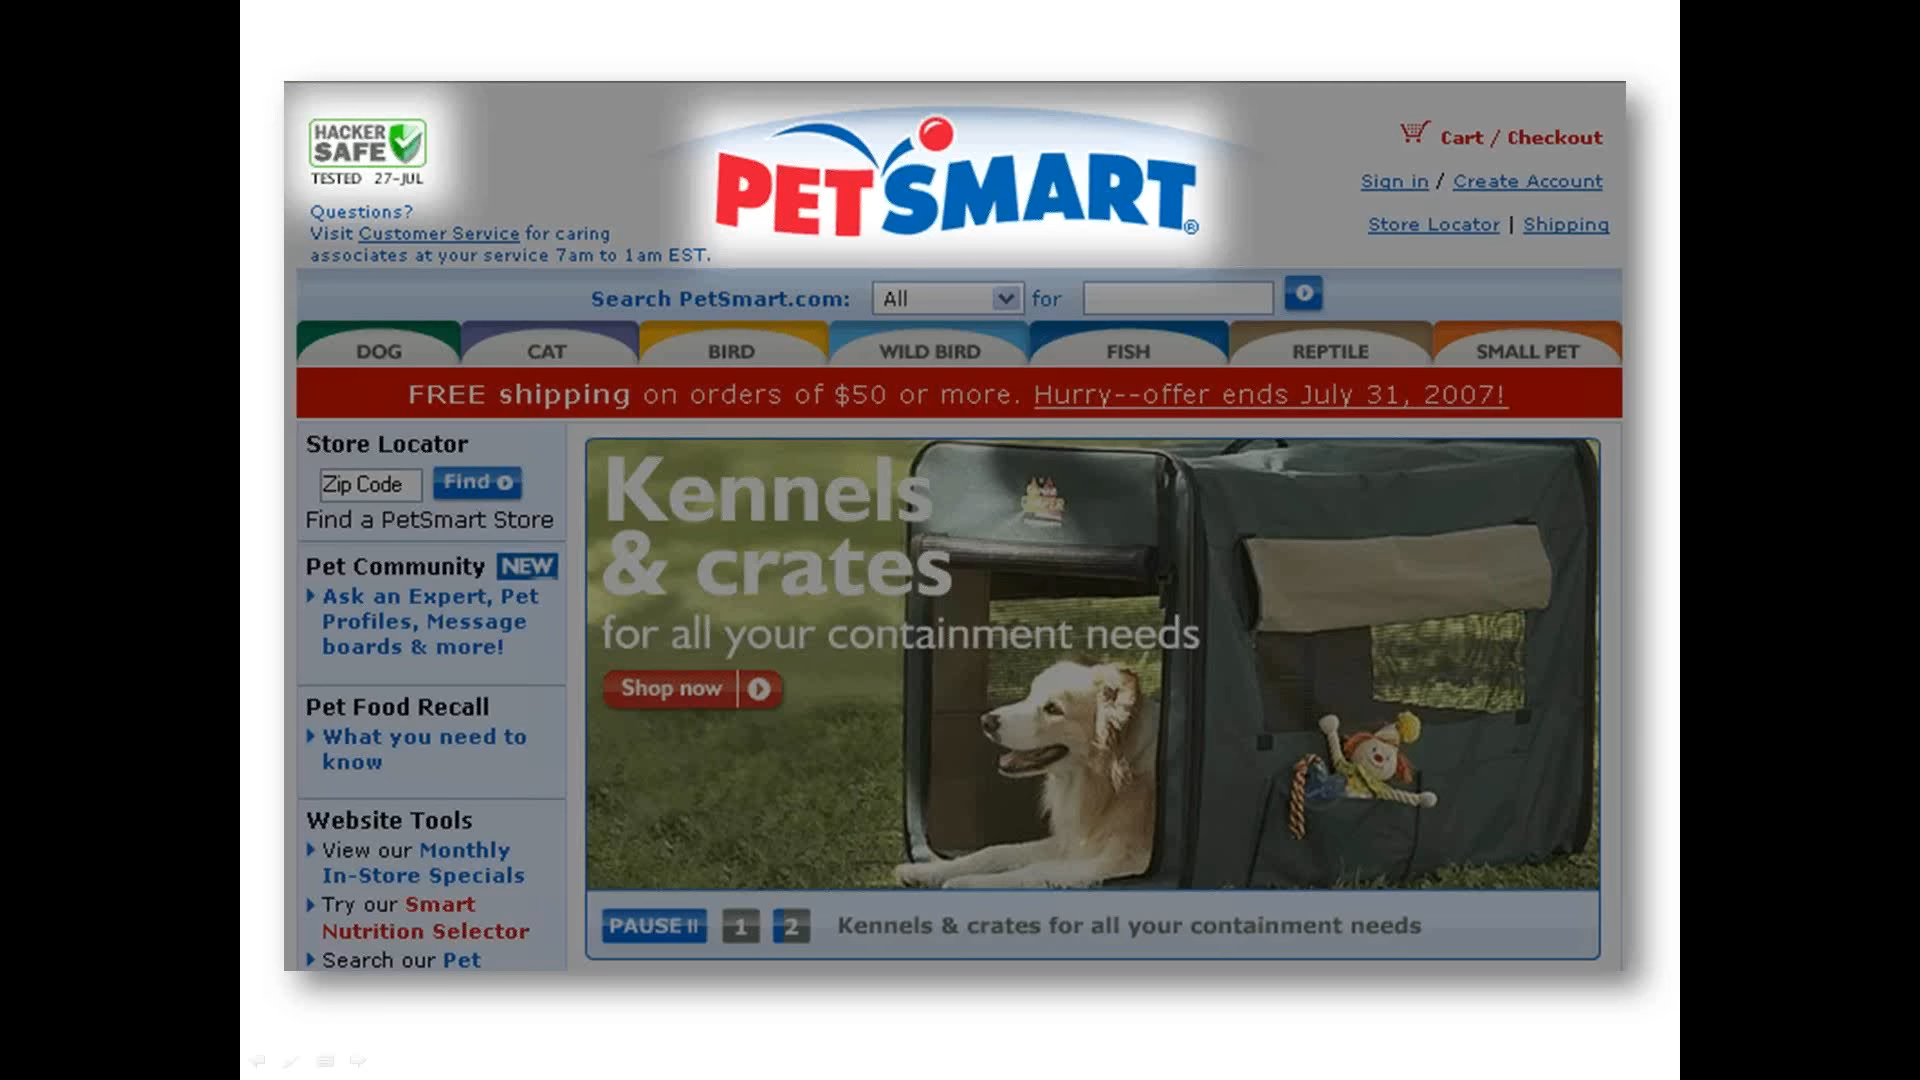 HACKER
SAFE
TESTED 27-JUL
PETSMART®
Cart / Checkout
Sign in / Create Account
Store Locator | Shipping
Questions?
Visit Customer Service for caring
associates at your service 7am to 1am EST.
Search PetSmart.com: All for
DOG CAT BIRD WILD BIRD FISH REPTILE SMALL PET
FREE shipping on orders of $50 or more. Hurry--offer ends July 31, 2007!
Store Locator
Zip Code Find
Find a PetSmart Store
Pet Community NEW
Ask an Expert, Pet
Profiles, Message
boards & more!
Pet Food Recall
What you need to
know
Website Tools
View our Monthly
In-Store Specials
Try our Smart
Nutrition Selector
Search our Pet
Kennels
& crates
for all your containment needs
Shop now
PAUSE II 1 2 Kennels & crates for all your containment needs